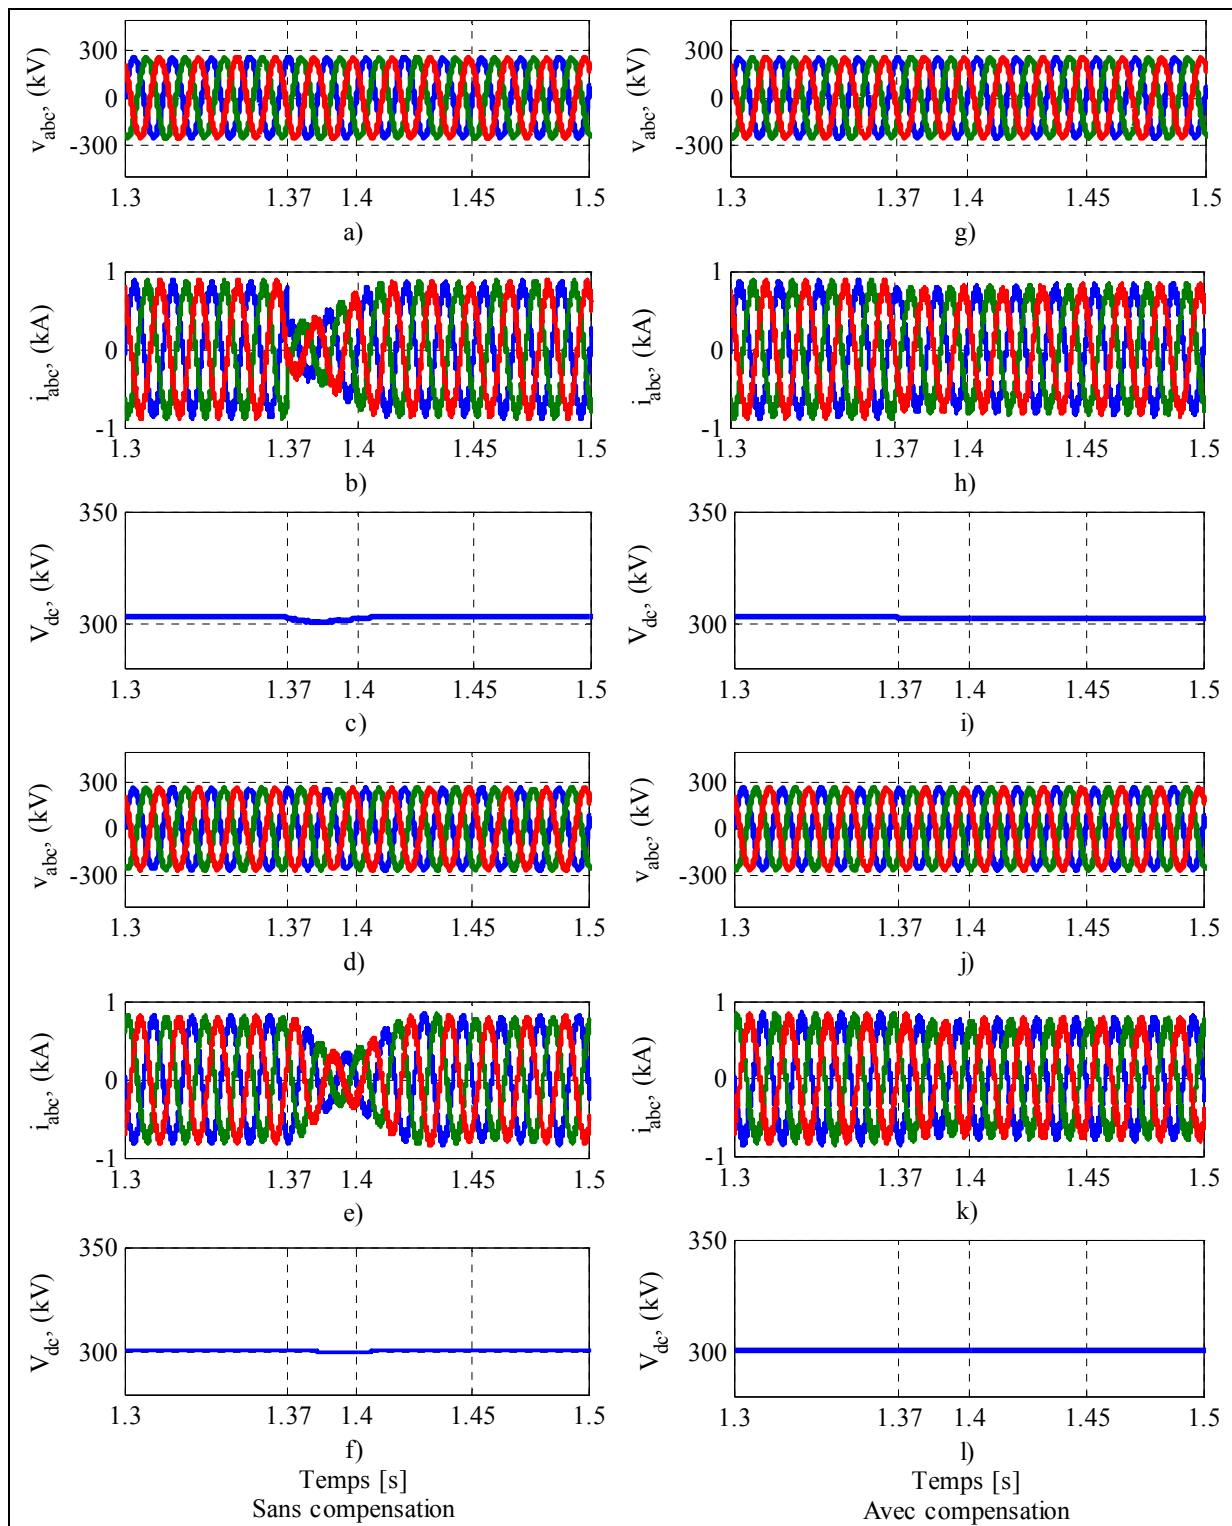 300
0
-300
v_abc, (kV)
1.3 1.37 1.4 1.45 1.5
a)
300
0
-300
v_abc, (kV)
1.3 1.37 1.4 1.45 1.5
g)
1
0
-1
i_abc, (kA)
1.3 1.37 1.4 1.45 1.5
b)
1
0
-1
i_abc, (kA)
1.3 1.37 1.4 1.45 1.5
h)
350
300
V_dc, (kV)
1.3 1.37 1.4 1.45 1.5
c)
350
300
V_dc, (kV)
1.3 1.37 1.4 1.45 1.5
i)
300
0
-300
v_abc, (kV)
1.3 1.37 1.4 1.45 1.5
d)
300
0
-300
v_abc, (kV)
1.3 1.37 1.4 1.45 1.5
j)
1
0
-1
i_abc, (kA)
1.3 1.37 1.4 1.45 1.5
e)
1
0
-1
i_abc, (kA)
1.3 1.37 1.4 1.45 1.5
k)
350
300
V_dc, (kV)
1.3 1.37 1.4 1.45 1.5
f)
Temps [s]
Sans compensation
350
300
V_dc, (kV)
1.3 1.37 1.4 1.45 1.5
l)
Temps [s]
Avec compensation